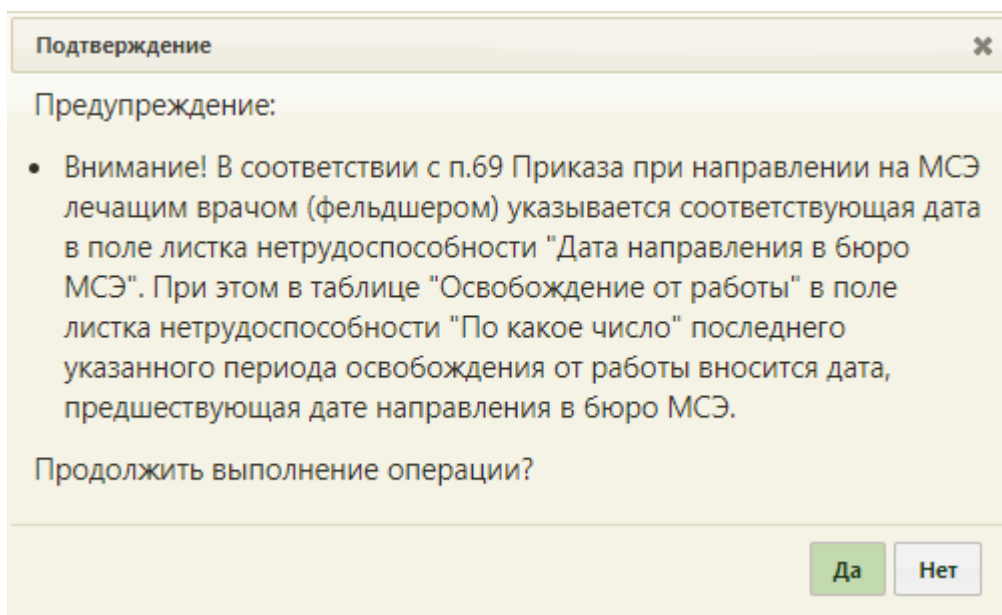 Подтверждение
Предупреждение:
• Внимание! В соответствии с п.69 Приказа при направлении на МСЭ
лечащим врачом (фельдшером) указывается соответствующая дата
в поле листка нетрудоспособности "Дата направления в бюро
МСЭ". При этом в таблице "Освобождение от работы" в поле
листка нетрудоспособности "По какое число" последнего
указанного периода освобождения от работы вносится дата,
предшествующая дате направления в бюро МСЭ.
Продолжить выполнение операции?
Да Нет